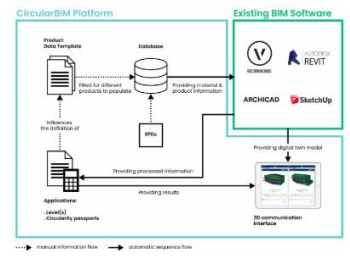 CircularBIM Platform
Existing BIM Software
Product
Data Template
Database
Filled for different
products to populate
Providing material &
product information
VECTORWORKS
AUTODESK
REVIT
ARCHICAD
SketchUp
EPDs
Influences
the definition of
Providing digital twin model
Providing processed information
Providing results
Applications:
. Level(s)
. Circularity passports
3D communication
interface
manual information flow
automatic sequence flow